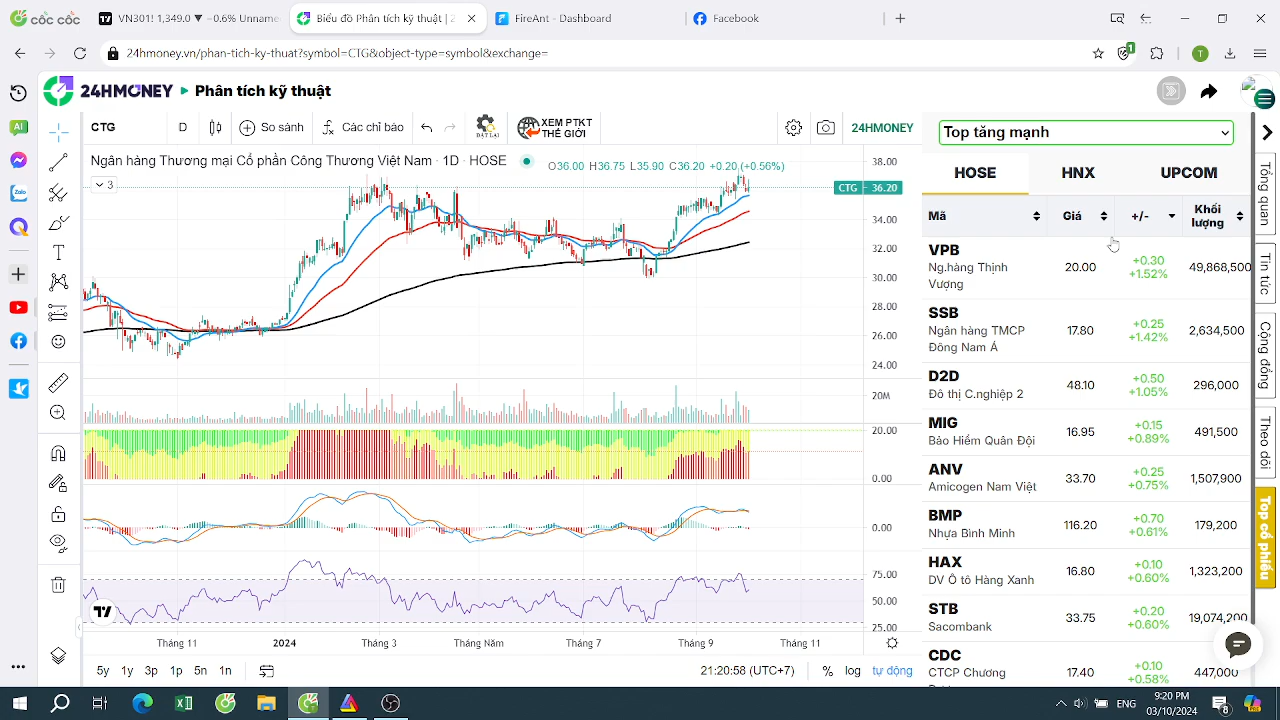 cốc cốc
VN301! 1,349.0 ▼ −0.6% Unname
Biểu đồ Phân tích kỹ thuật | 2
FireAnt - Dashboard
Facebook
24hmoney.vn/phan-tich-ky-thuat?symbol=CTG&object-type=symbol&exchange=
1
T
24HMONEY
Phân tích kỹ thuật
CTG
D
So sánh
Các chỉ báo
ĐẶT LẠI
XEM PTKT
THẾ GIỚI
24HMONEY
Ngân hàng Thương mại Cổ phần Công Thương Việt Nam · 1D · HOSE
O36.00 H36.75 L35.90 C36.20 +0.20 (+0.56%)
3
38.00
CTG 36.20
34.00
32.00
30.00
28.00
26.00
24.00
20M
20.00
0.00
0.00
75.00
50.00
25.00
Tháng 11
2024
Tháng 3
Tháng Năm
Tháng 7
Tháng 9
Tháng 11
5y 1y 3p 1p 5n 1n
21:20:58 (UTC+7)
% log tự động
Top tăng mạnh
HOSE HNX UPCOM
Mã Giá +/- Khối lượng
VPB
Ng.hàng Thịnh Vượng
20.00
+0.30
+1.52%
49,868,500
SSB
Ngân hàng TMCP Đông Nam Á
17.80
+0.25
+1.42%
2,634,500
D2D
Đô thị C.nghiệp 2
48.10
+0.50
+1.05%
296,000
MIG
Bảo Hiểm Quân Đội
16.95
+0.15
+0.89%
491,500
ANV
Amicogen Nam Việt
33.70
+0.25
+0.75%
1,507,900
BMP
Nhựa Bình Minh
116.20
+0.70
+0.61%
179,200
HAX
DV Ô tô Hàng Xanh
16.80
+0.10
+0.60%
1,323,200
STB
Sacombank
33.75
+0.20
+0.60%
19,074,200
CDC
CTCP Chương
17.40
+0.10
+0.58%
447,000
Tổng quan
Tin tức
Cộng đồng
Theo dõi
Top cổ phiếu
AI
Zalo
ENG
9:20 PM
03/10/2024